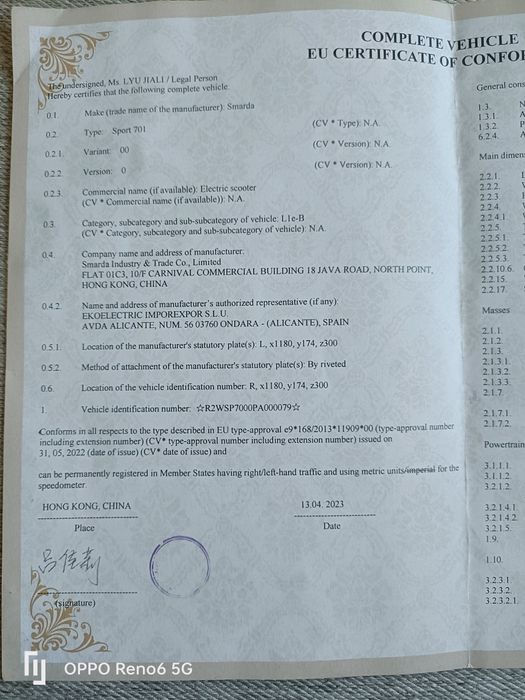 COMPLETE VEHICLE
EU CERTIFICATE OF CONFOR
The undersigned, Ms. LYU JIALI / Legal Person
Hereby certifies that the following complete vehicle:
0.1. Make (trade name of the manufacturer): Smarda
0.2. Type: Sport 701 (CV * Type): N.A.
0.2.1. Variant: 00 (CV * Version): N.A.
0.2.2. Version: 0 (CV * Version): N.A.
0.2.3. Commercial name (if available): Electric scooter
(CV * Commercial name (if available)): N.A.
0.3. Category, subcategory and sub-subcategory of vehicle: L1e-B
(CV * Category, subcategory and sub-subcategory of vehicle): N.A.
0.4. Company name and address of manufacturer:
Smarda Industry & Trade Co., Limited
FLAT 01C3, 10/F CARNIVAL COMMERCIAL BUILDING 18 JAVA ROAD, NORTH POINT,
HONG KONG, CHINA
0.4.2. Name and address of manufacturer's authorized representative (if any):
EKOELECTRIC IMPOREXPOR S.L.U.
AVDA ALICANTE, NUM. 56 03760 ONDARA - (ALICANTE), SPAIN
0.5.1. Location of the manufacturer's statutory plate(s): L, x1180, y174, z300
0.5.2. Method of attachment of the manufacturer's statutory plate(s): By riveted
0.6. Location of the vehicle identification number: R, x1180, y174, z300
1. Vehicle identification number: ☆R2WSP7000PA000079☆
Conforms in all respects to the type described in EU type-approval e9*168/2013*11909*00 (type-approval number
including extension number) (CV* type-approval number including extension number) issued on
31, 05, 2022 (date of issue) (CV* date of issue) and
can be permanently registered in Member States having right/left-hand traffic and using metric units/imperial for the
speedometer.
HONG KONG, CHINA 13.04. 2023
Place Date
吕佳莉
(signature)
General cons
1.3.
1.3.1. A
1.3.2. P
6.2.4. A
Main dimen
2.2.1.
2.2.2.
2.2.3.
2.2.4.
2.2.4.1
2.2.5.
2.2.5.1.
2.2.5.2.
2.2.5.3.
2.2.10.6.
2.2.15.
2.2.17.
Masses
2.1.1.
2.1.2.
2.1.3.
2.1.3.1.
2.1.3.2.
2.1.3.3.
2.1.7.
2.1.7.1.
2.1.7.2.
Powertrain
3.1.1.1.
3.1.1.2.
3.2.1.2.
3.2.1.4.1.
3.2.1.4.2.
3.2.1.5.
1.9.
1.10.
3.2.3.1.
3.2.3.2.
3.2.3.2.1.
OPPO Reno6 5G